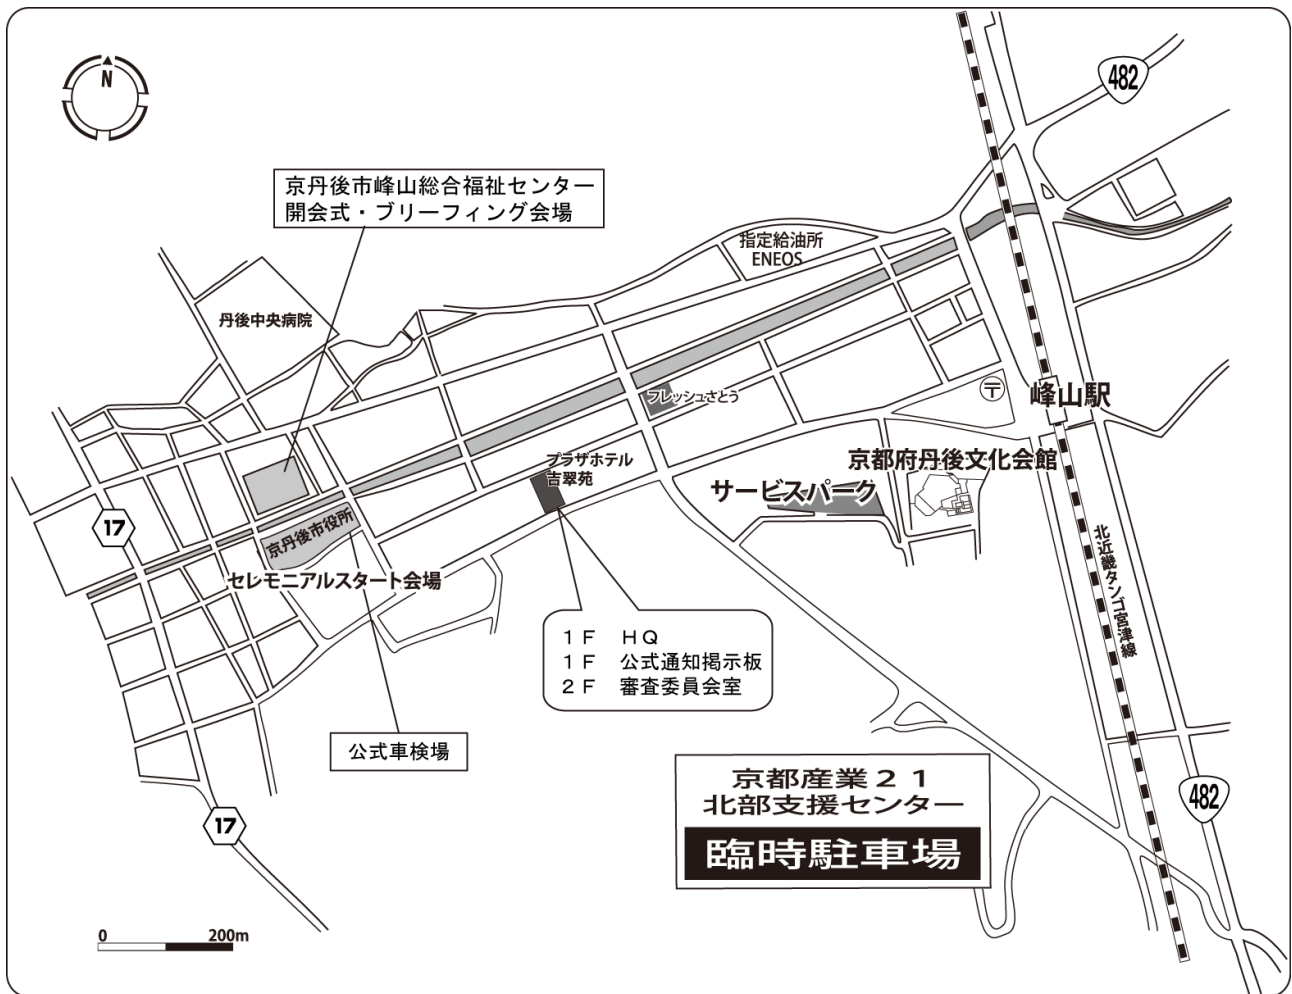 N
482
京丹後市峰山総合福祉センター
開会式・ブリーフィング会場
指定給油所
ENEOS
丹後中央病院
フレッシュさとう
〒
峰山駅
プラザホテル
吉翠苑
京都府丹後文化会館
サービスパーク
17
京丹後市役所
セレモニアルスタート会場
北近畿タンゴ宮津線
1F HQ
1F 公式通知掲示板
2F 審査委員会室
公式車検場
京都産業21
北部支援センター
臨時駐車場
482
17
0 200m